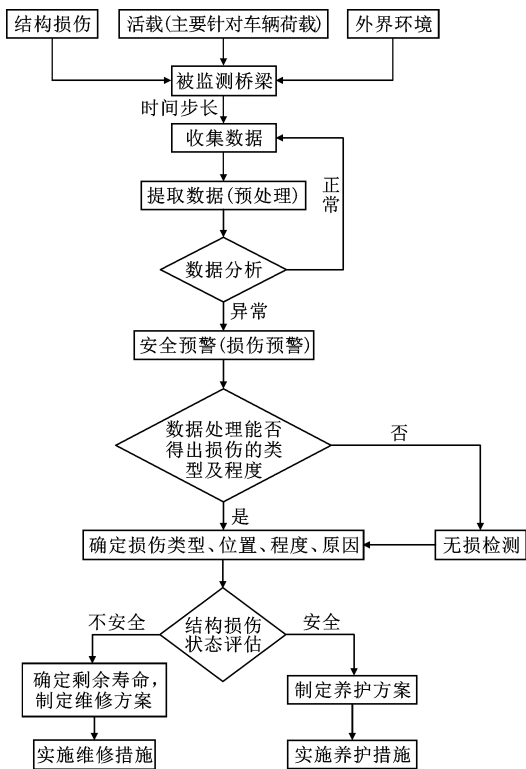 结构损伤
活载(主要针对车辆荷载)
外界环境
被监测桥梁
时间步长
收集数据
提取数据(预处理)
正常
数据分析
异常
安全预警(损伤预警)
数据处理能否
得出损伤的类
型及程度
否
是
确定损伤类型、位置、程度、原因
无损检测
不安全
结构损伤
状态评估
安全
确定剩余寿命,
制定维修方案
制定养护方案
实施维修措施
实施养护措施